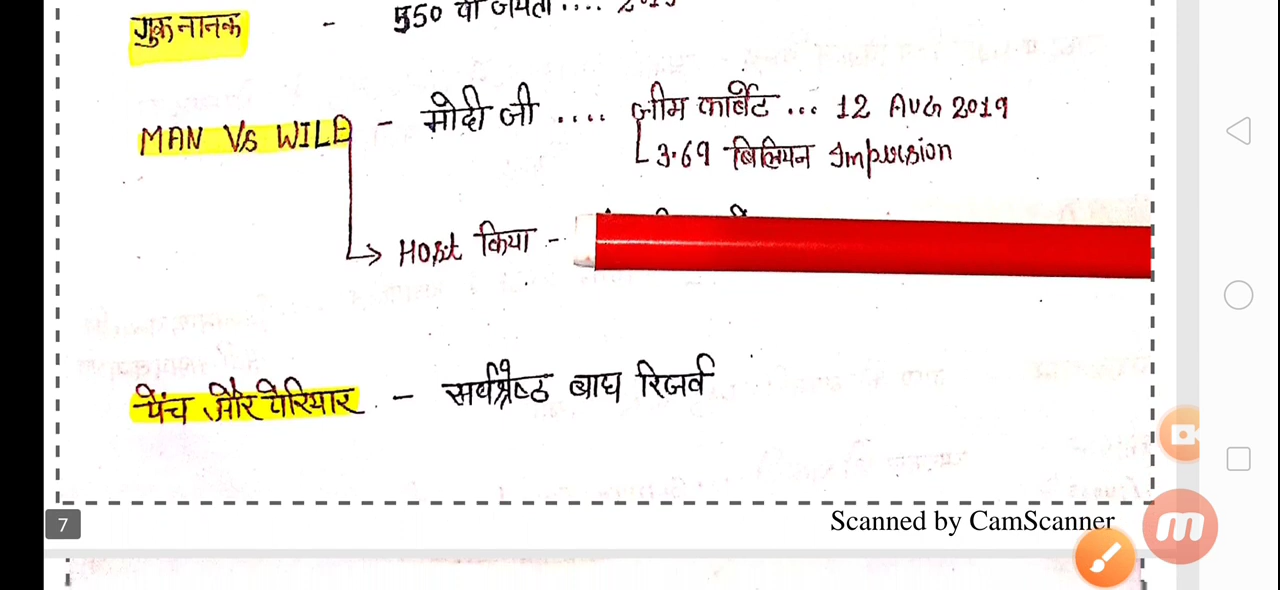 गुरु नानक - 550 वी जयंती .... 2019
MAN Vs WILD - मोदी जी .... जीम कार्बेट ... 12 AUG 2019
3.69 बिलियन Impression
Host किया -
पेंच और पेरियार - सर्वश्रेष्ठ बाघ रिजर्व
7
Scanned by CamScanner